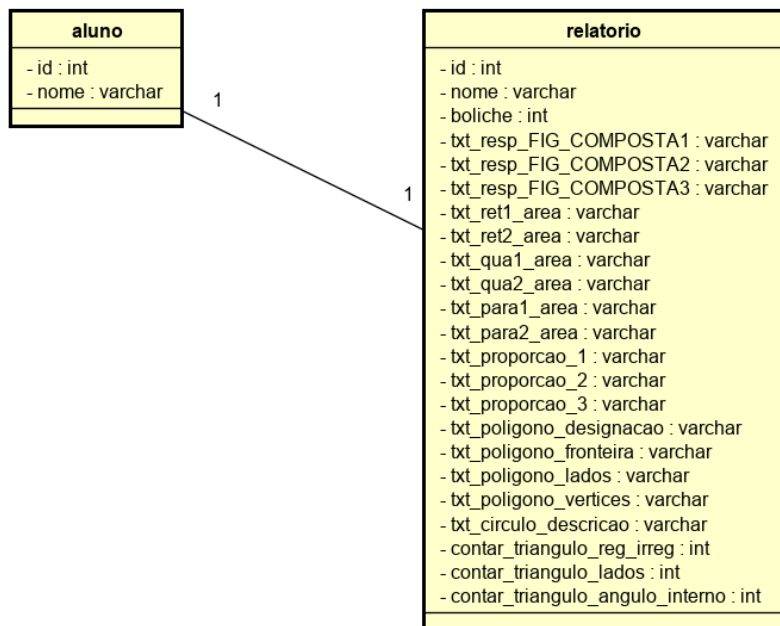 aluno
- id : int
- nome : varchar
1
1
relatorio
- id : int
- nome : varchar
- boliche : int
- txt_resp_FIG_COMPOSTA1 : varchar
- txt_resp_FIG_COMPOSTA2 : varchar
- txt_resp_FIG_COMPOSTA3 : varchar
- txt_ret1_area : varchar
- txt_ret2_area : varchar
- txt_qua1_area : varchar
- txt_qua2_area : varchar
- txt_para1_area : varchar
- txt_para2_area : varchar
- txt_proporcao_1 : varchar
- txt_proporcao_2 : varchar
- txt_proporcao_3 : varchar
- txt_poligono_designacao : varchar
- txt_poligono_fronteira : varchar
- txt_poligono_lados : varchar
- txt_poligono_vertices : varchar
- txt_circulo_descricao : varchar
- contar_triangulo_reg_irreg : int
- contar_triangulo_lados : int
- contar_triangulo_angulo_interno : int